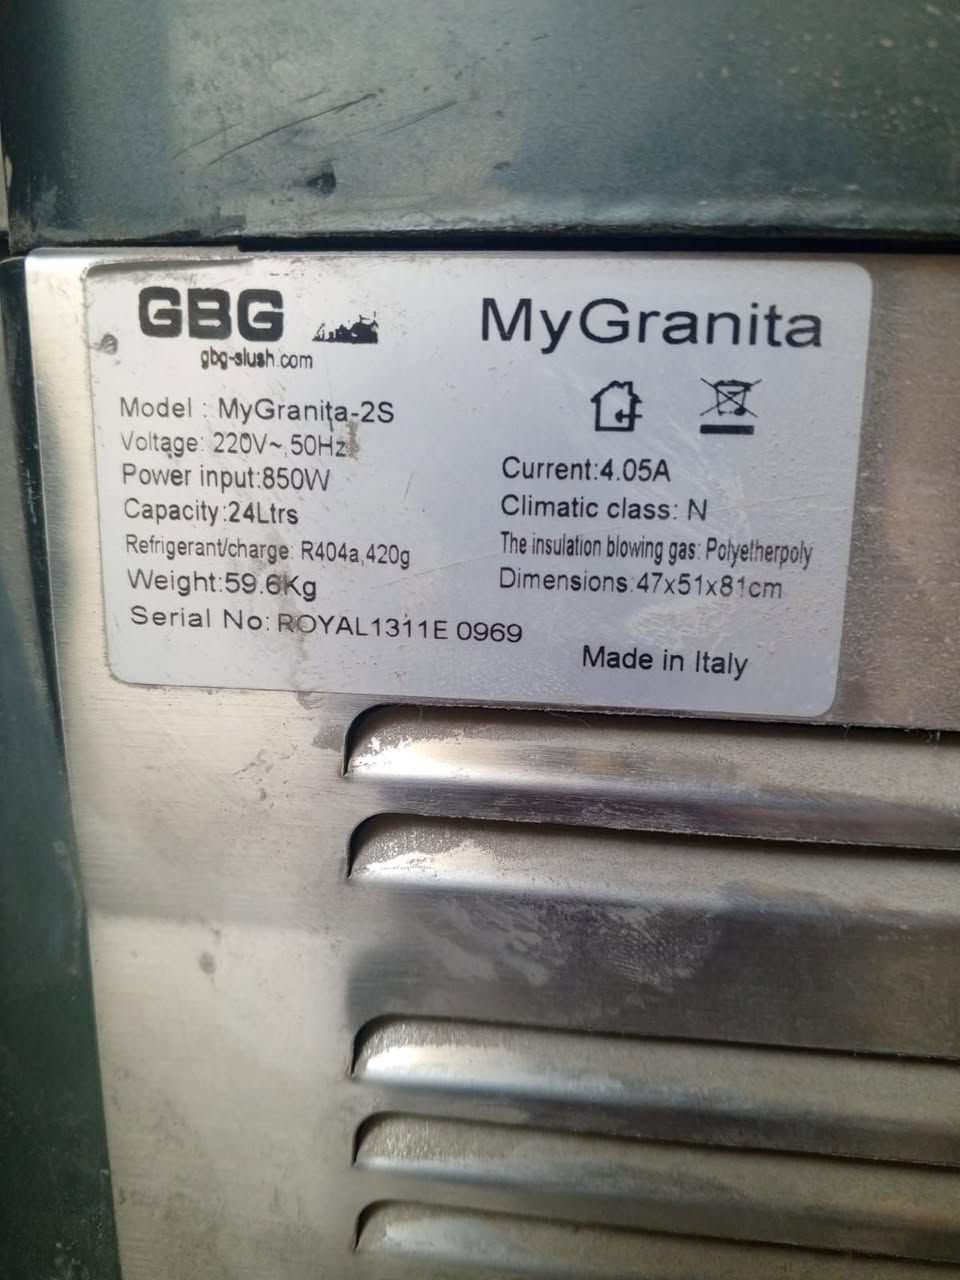 GBG
gbg-slush.com
MyGranita
Model : MyGranita-2S
Voltage: 220V~,50Hz
Power input:850W
Capacity:24Ltrs
Refrigerant/charge: R404a,420g
Weight:59.6Kg
Serial No: ROYAL1311E 0969
Current:4.05A
Climatic class: N
The insulation blowing gas: Polyetherpoly
Dimensions:47x51x81cm
Made in Italy